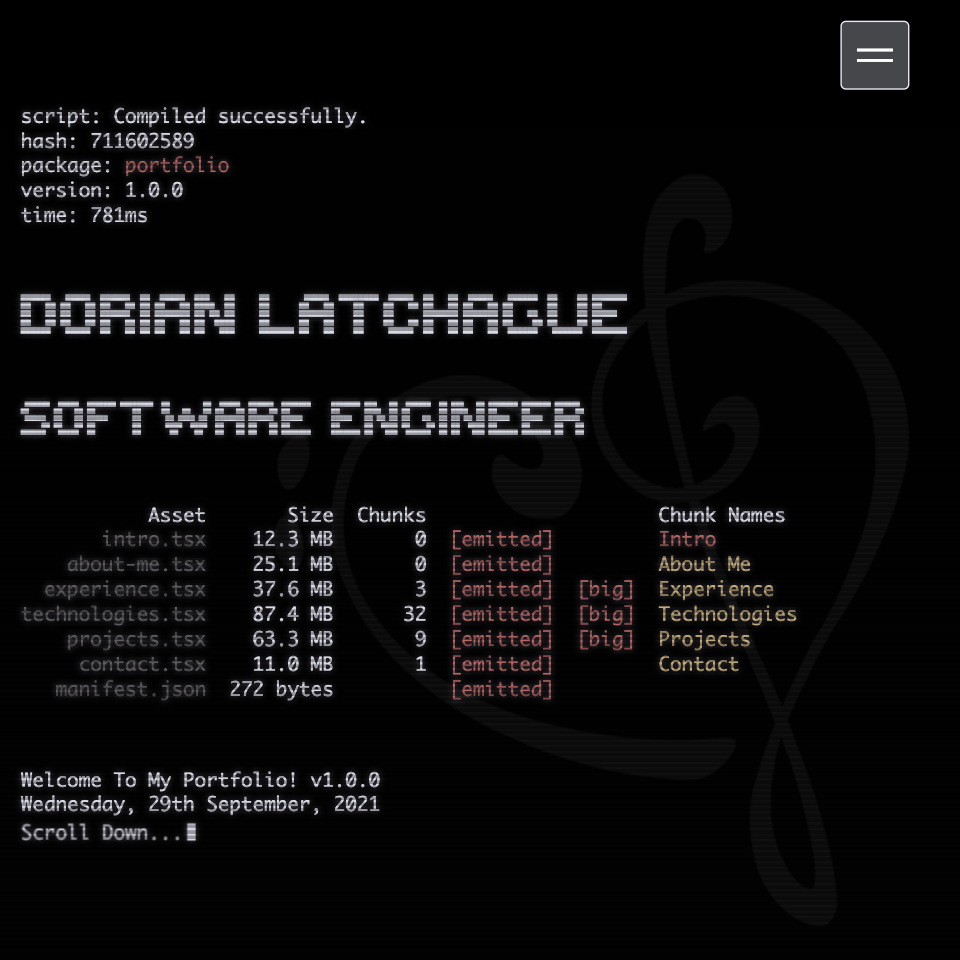 script: Compiled successfully.
hash: 711602589
package: portfolio
version: 1.0.0
time: 781ms
DORIAN LATCHAGUE
SOFTWARE ENGINEER
Asset Size Chunks Chunk Names
intro.tsx 12.3 MB 0 [emitted] Intro
about-me.tsx 25.1 MB 0 [emitted] About Me
experience.tsx 37.6 MB 3 [emitted] [big] Experience
technologies.tsx 87.4 MB 32 [emitted] [big] Technologies
projects.tsx 63.3 MB 9 [emitted] [big] Projects
contact.tsx 11.0 MB 1 [emitted] Contact
manifest.json 272 bytes [emitted]
Welcome To My Portfolio! v1.0.0
Wednesday, 29th September, 2021
Scroll Down...